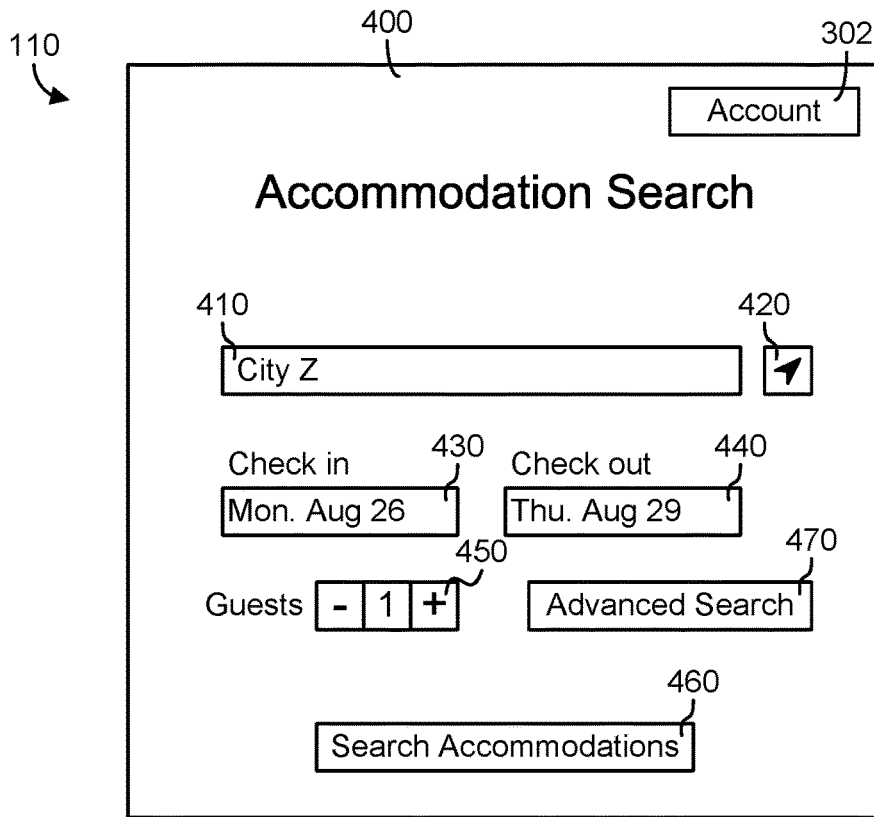 400
302
110
Account
Accommodation Search
410
420
City Z
Check in
430
Check out
440
Mon. Aug 26
Thu. Aug 29
450
470
Guests - 1 +
Advanced Search
460
Search Accommodations